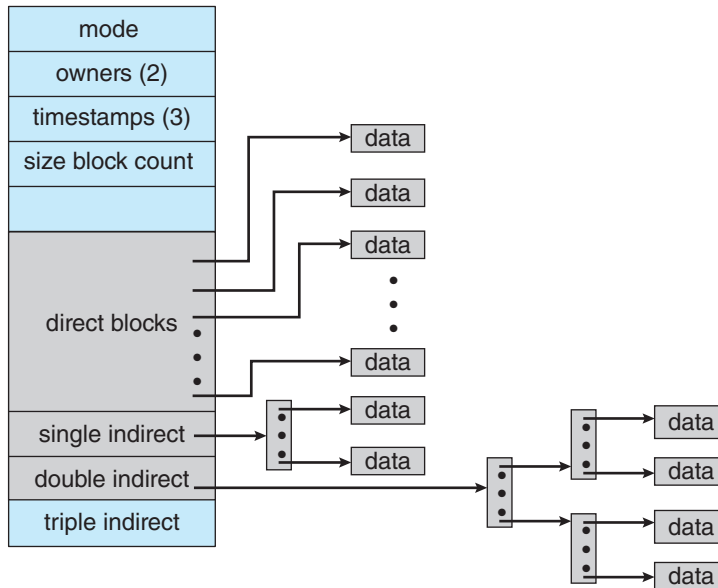 mode
owners (2)
timestamps (3)
size block count
data
data
data
direct blocks
data
single indirect
data
data
double indirect
triple indirect
data
data
data
data